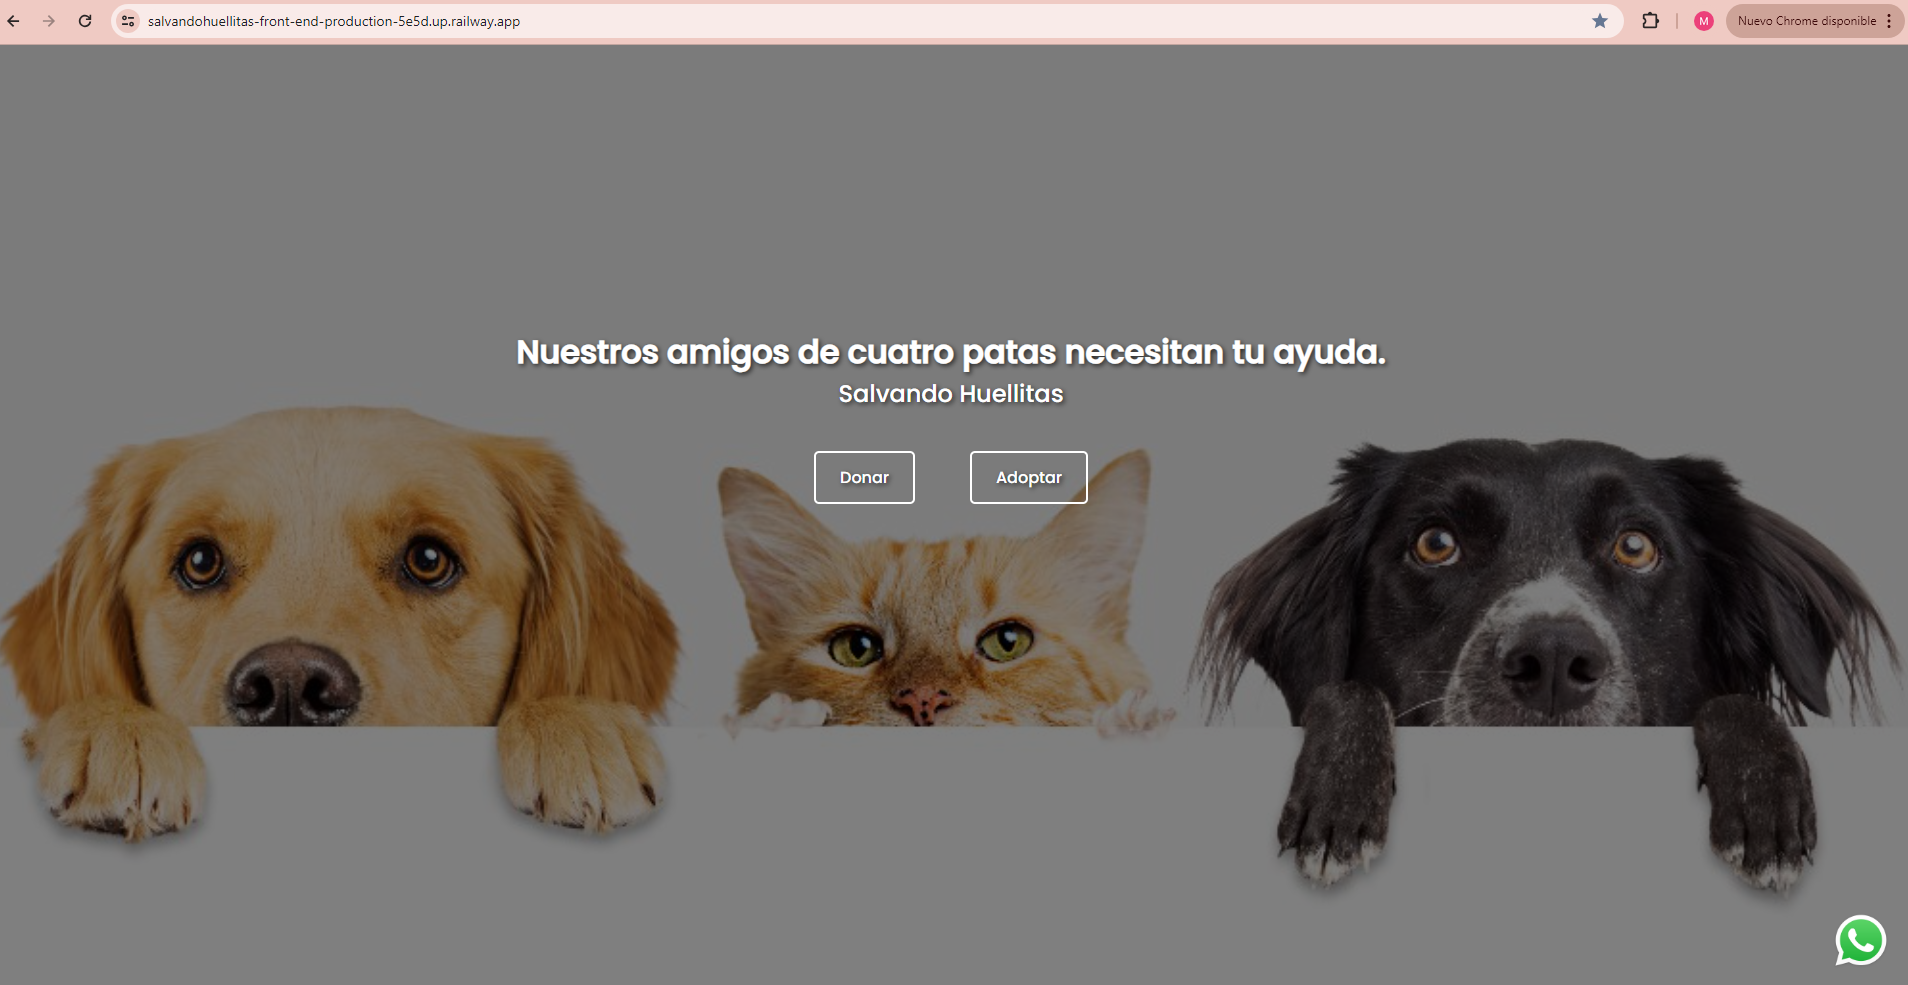 salvandohuellitas-front-end-production-5e5d.up.railway.app
M
Nuevo Chrome disponible
Nuestros amigos de cuatro patas necesitan tu ayuda.
Salvando Huellitas
Donar
Adoptar